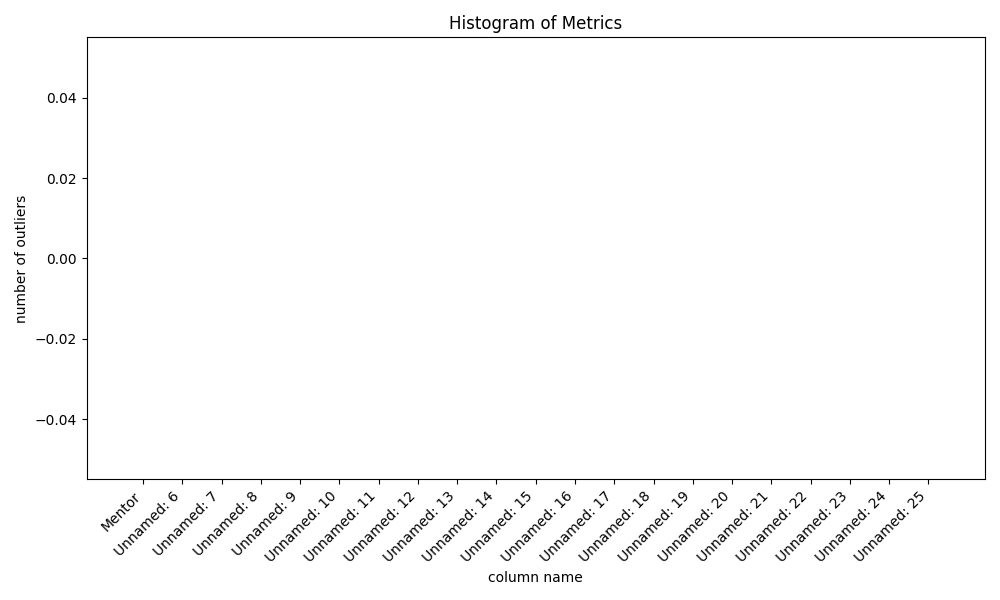 Histogram of Metrics
number of outliers
0.04
0.02
0.00
−0.02
−0.04
Mentor
Unnamed: 6
Unnamed: 7
Unnamed: 8
Unnamed: 9
Unnamed: 10
Unnamed: 11
Unnamed: 12
Unnamed: 13
Unnamed: 14
Unnamed: 15
Unnamed: 16
Unnamed: 17
Unnamed: 18
Unnamed: 19
Unnamed: 20
Unnamed: 21
Unnamed: 22
Unnamed: 23
Unnamed: 24
Unnamed: 25
column name